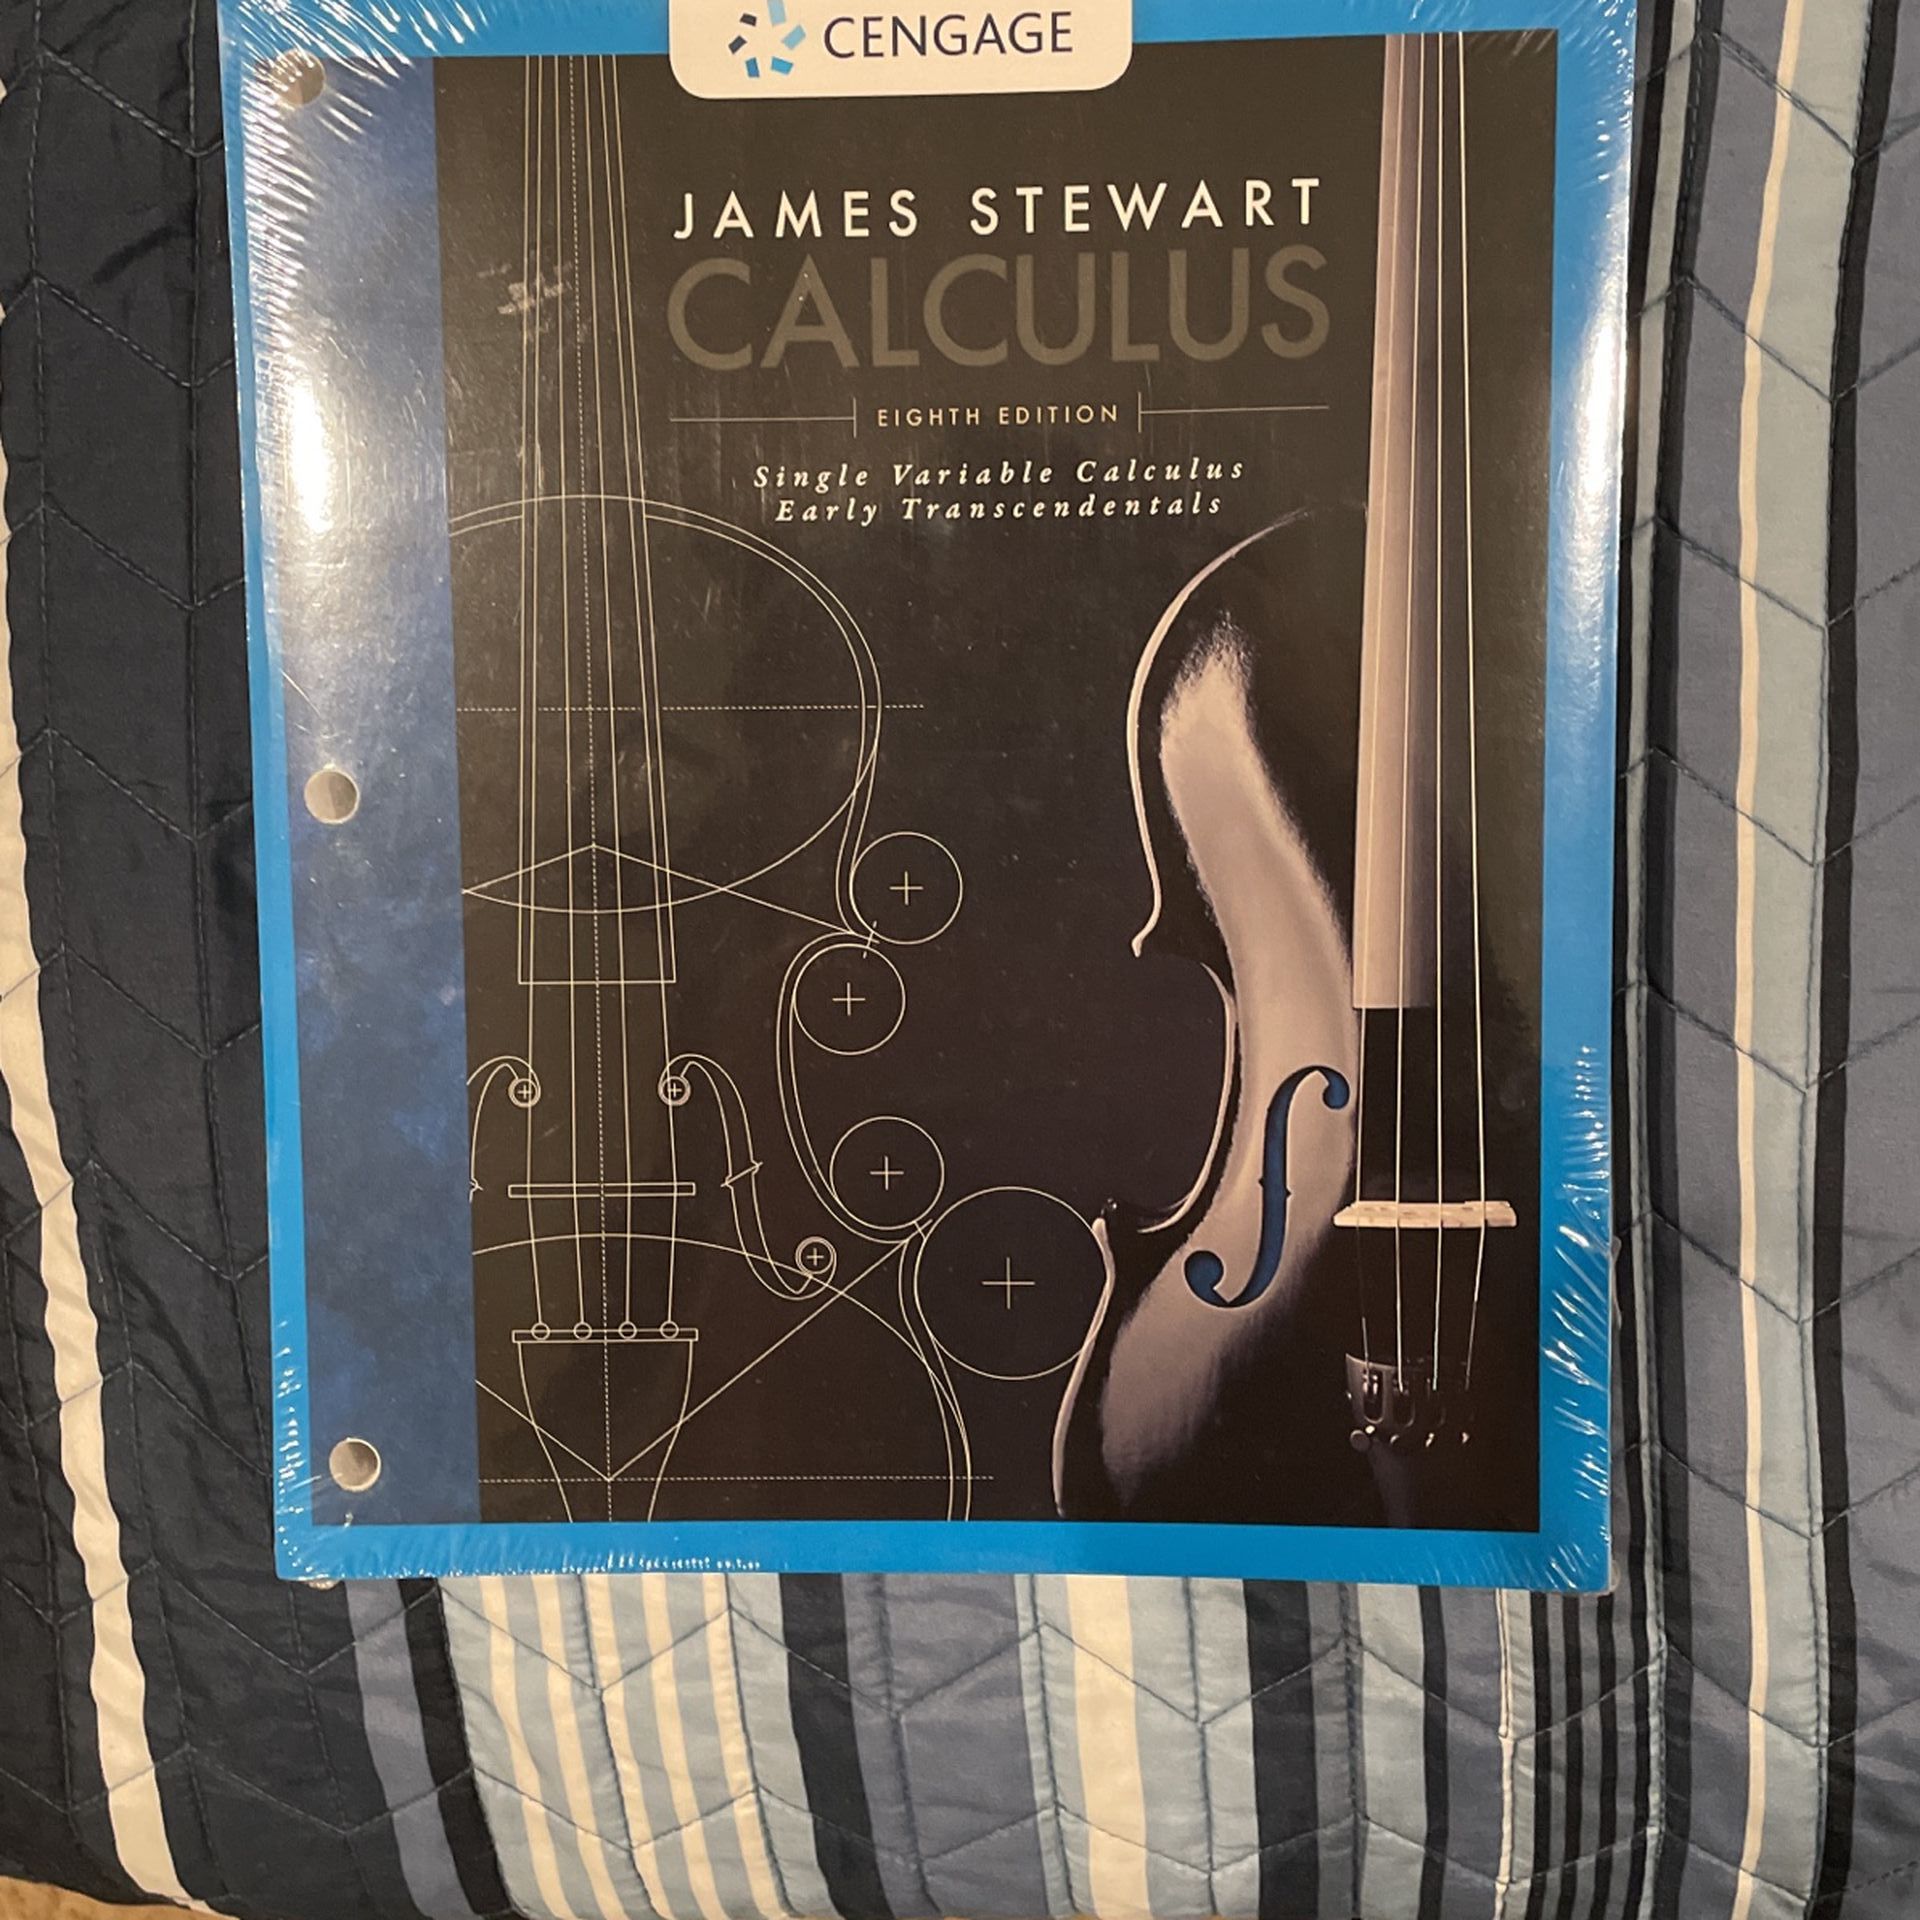 CENGAGE
JAMES STEWART
CALCULUS
EIGHTH EDITION
Single Variable Calculus
Early Transcendentals